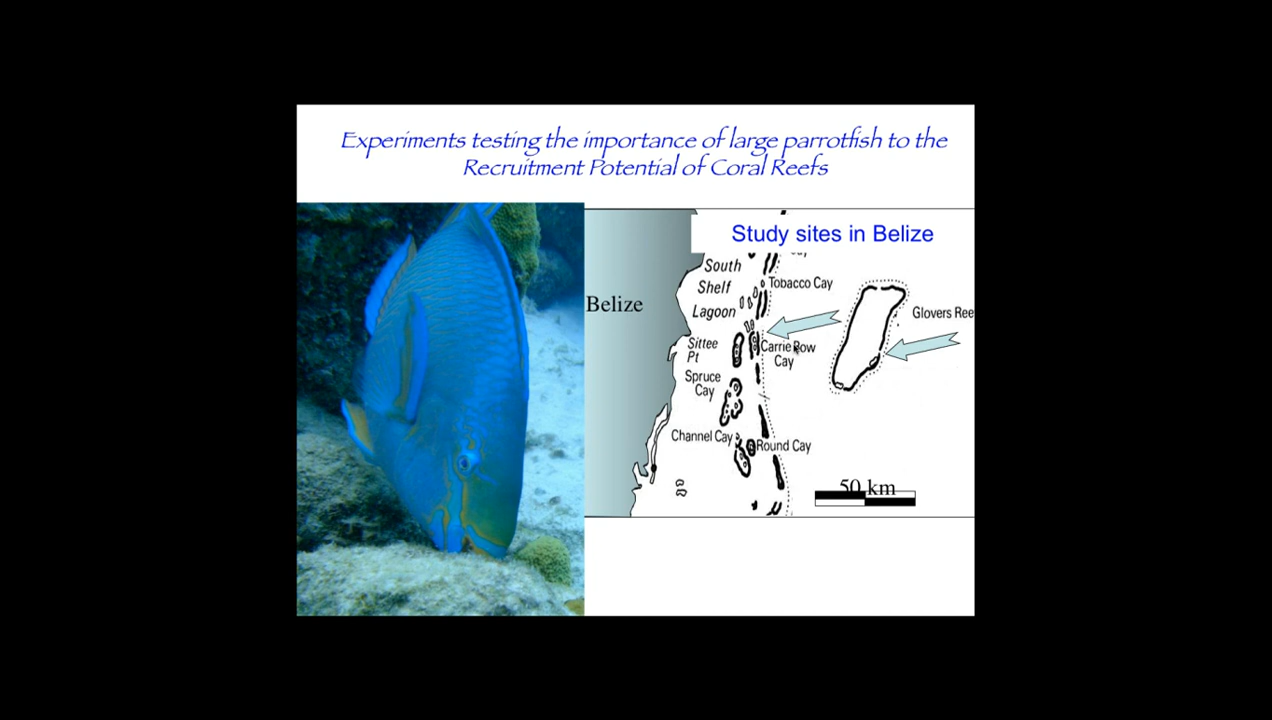 Experiments testing the importance of large parrotfish to the
Recruitment Potential of Coral Reefs
Study sites in Belize
South
Shelf
Lagoon
Tobacco Cay
Belize
Glovers Ree
Sittee
Pt
Carrie Bow
Cay
Spruce
Cay
Channel Cay
Round Cay
50 km